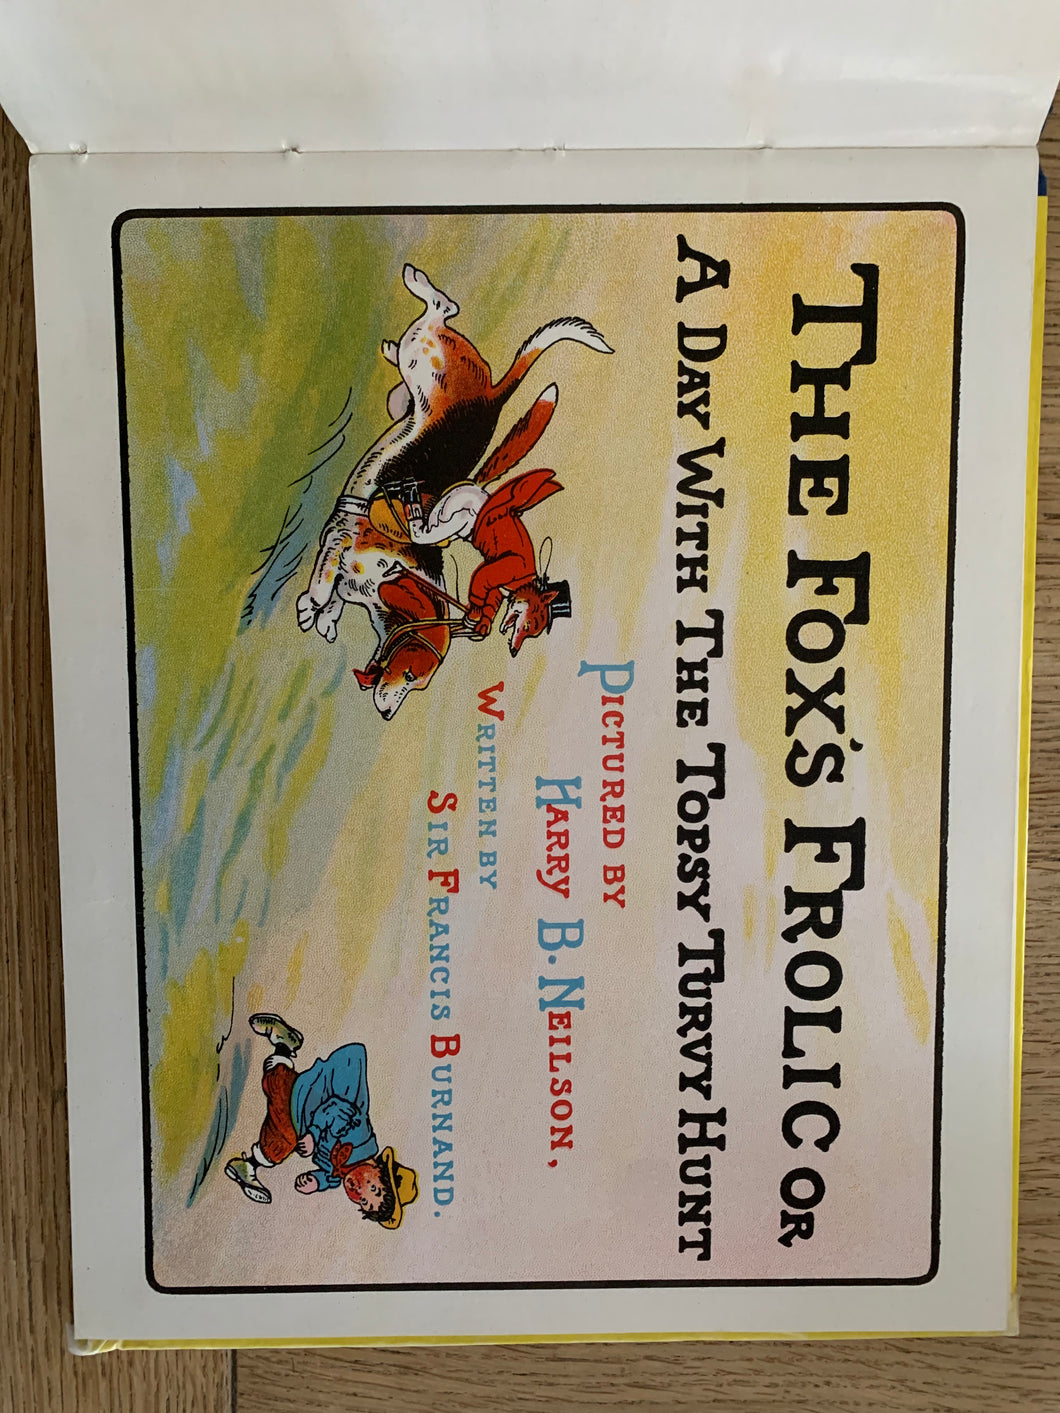 THE FOX'S FROLIC OR
A DAY WITH THE TOPSY TURVY HUNT
PICTURED BY
HARRY B. NEILSON,
WRITTEN BY
SIR FRANCIS BURNAND.